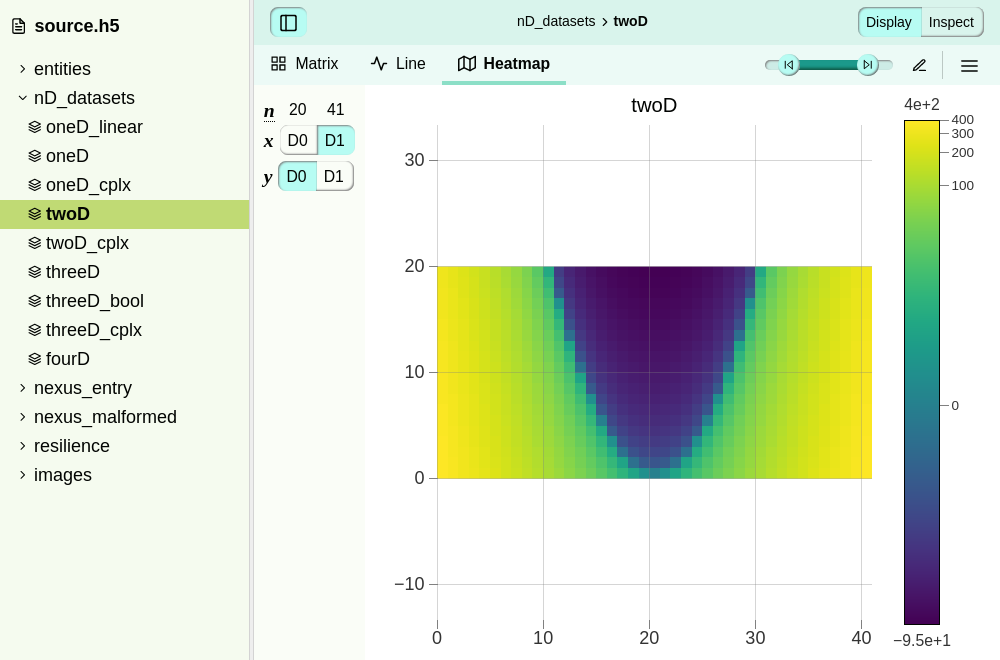 source.h5
entities
nD_datasets
oneD_linear
oneD
oneD_cplx
twoD
twoD_cplx
threeD
threeD_bool
threeD_cplx
fourD
nexus_entry
nexus_malformed
resilience
images
nD_datasets > twoD
Display Inspect
Matrix Line Heatmap
n 20 41
x D0 D1
y D0 D1
twoD
30
20
10
0
−10
0 10 20 30 40
4e+2
400
300
200
100
0
−9.5e+1